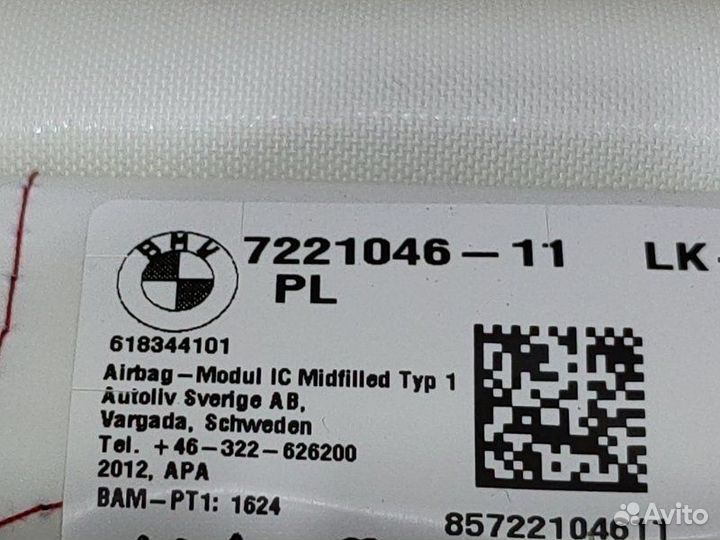 BMW
7221046-11 LK-
PL
618344101
Airbag-Modul IC Midfilled Typ 1
Autoliv Sverige AB,
Vargada, Schweden
Tel. +46-322-626200
2012, APA
BAM-PT1: 1624
85722104611
Avito